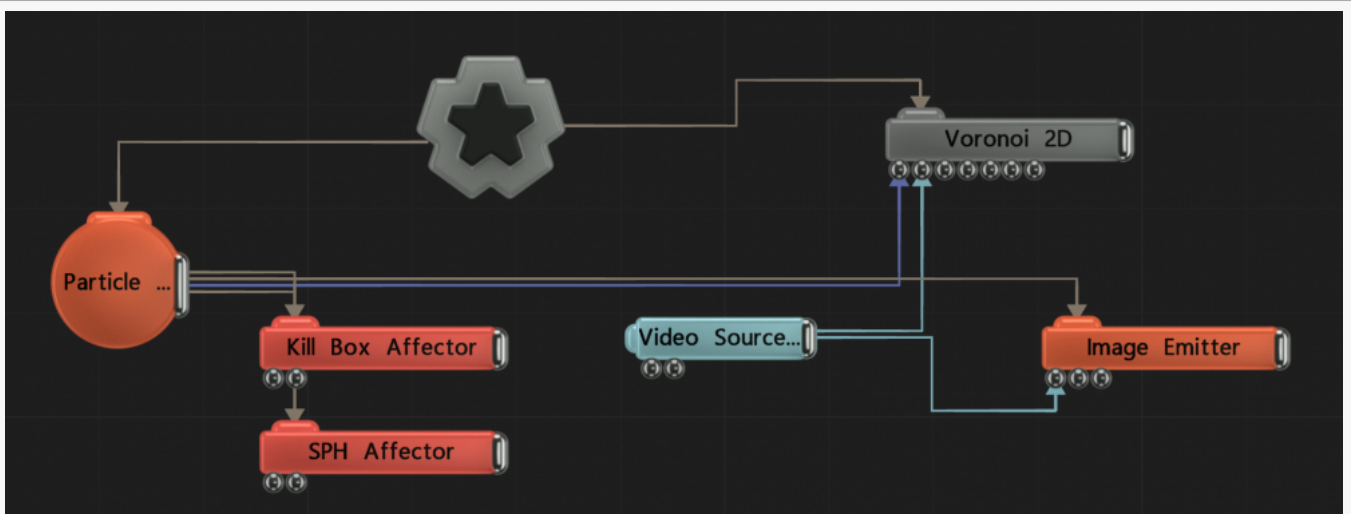 Voronoi 2D
Particle ...
Kill Box Affector
Video Source...
Image Emitter
SPH Affector